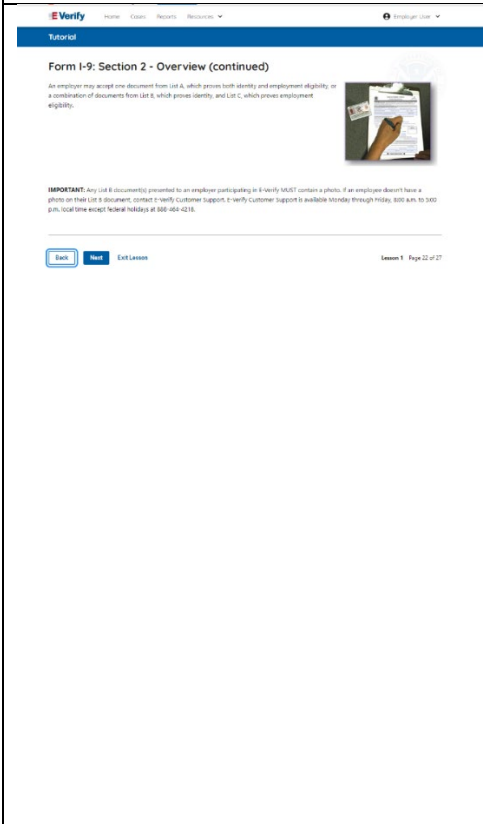 E-Verify Home Cases Reports Resources Employer User
Tutorial
Form I-9: Section 2 - Overview (continued)
An employer may accept one document from List A, which proves both identity and employment eligibility, or
a combination of documents from List B, which proves identity, and List C, which proves employment
eligibility.
IMPORTANT: Any List B document(s) presented to an employer participating in E-Verify MUST contain a photo. If an employee doesn't have a
photo on their List B document, contact E-Verify Customer Support. E-Verify Customer Support is available Monday through Friday, 8:00 a.m. to 5:00
p.m. local time except federal holidays at 888-464-4218.
Back Next Exit Lesson Lesson 1 Page 22 of 27